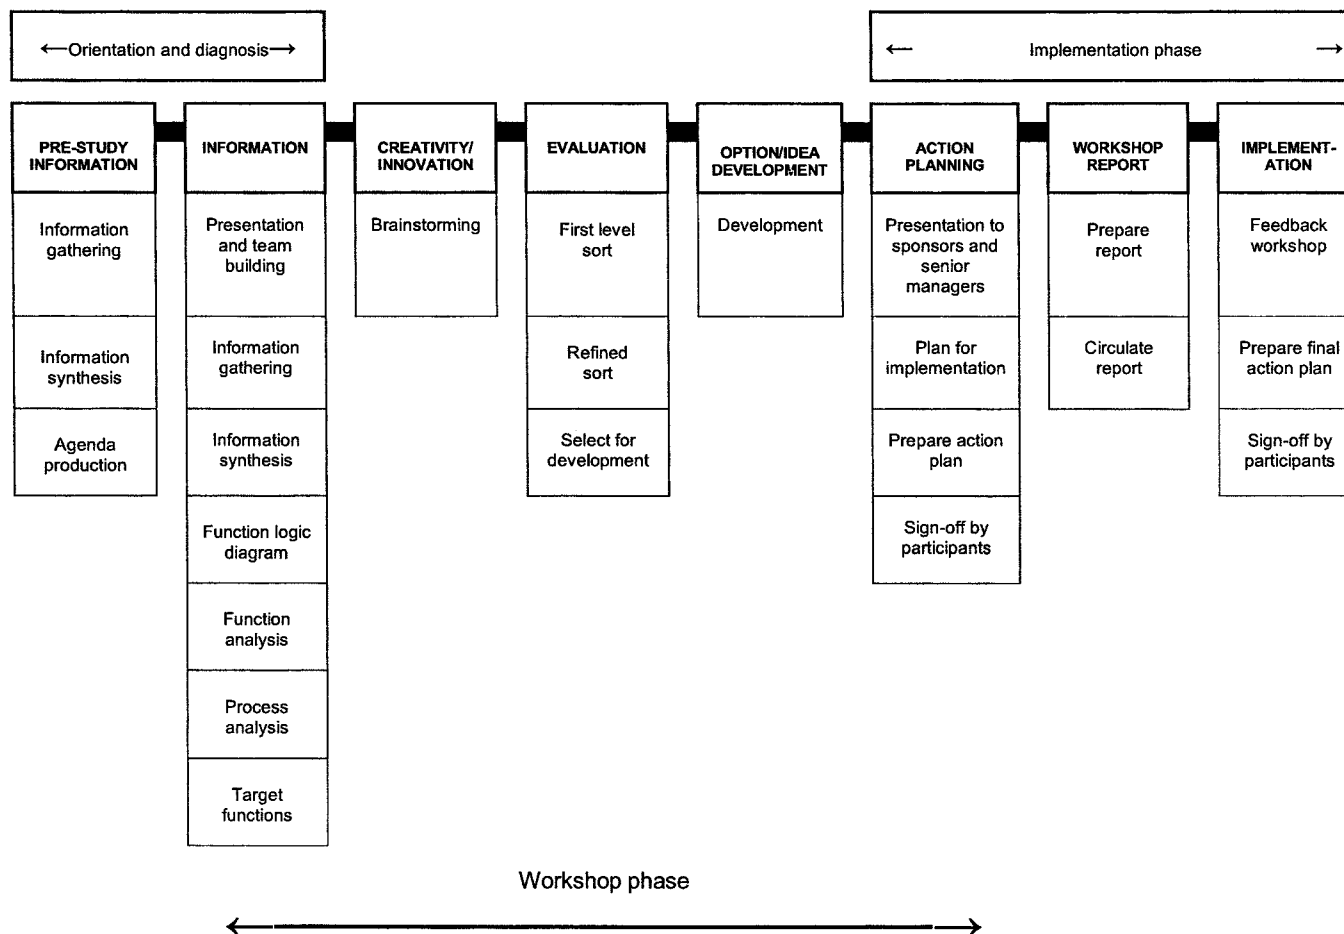 ←Orientation and diagnosis→
← Implementation phase →
PRE-STUDY
INFORMATION
INFORMATION
CREATIVITY/
INNOVATION
EVALUATION
OPTION/IDEA
DEVELOPMENT
ACTION
PLANNING
WORKSHOP
REPORT
IMPLEMENT-
ATION
Information
gathering
Information
synthesis
Agenda
production
Presentation
and team
building
Information
gathering
Information
synthesis
Function logic
diagram
Function
analysis
Process
analysis
Target
functions
Brainstorming
First level
sort
Refined
sort
Select for
development
Development
Presentation to
sponsors and
senior
managers
Plan for
implementation
Prepare action
plan
Sign-off by
participants
Prepare
report
Circulate
report
Feedback
workshop
Prepare final
action plan
Sign-off by
participants
Workshop phase